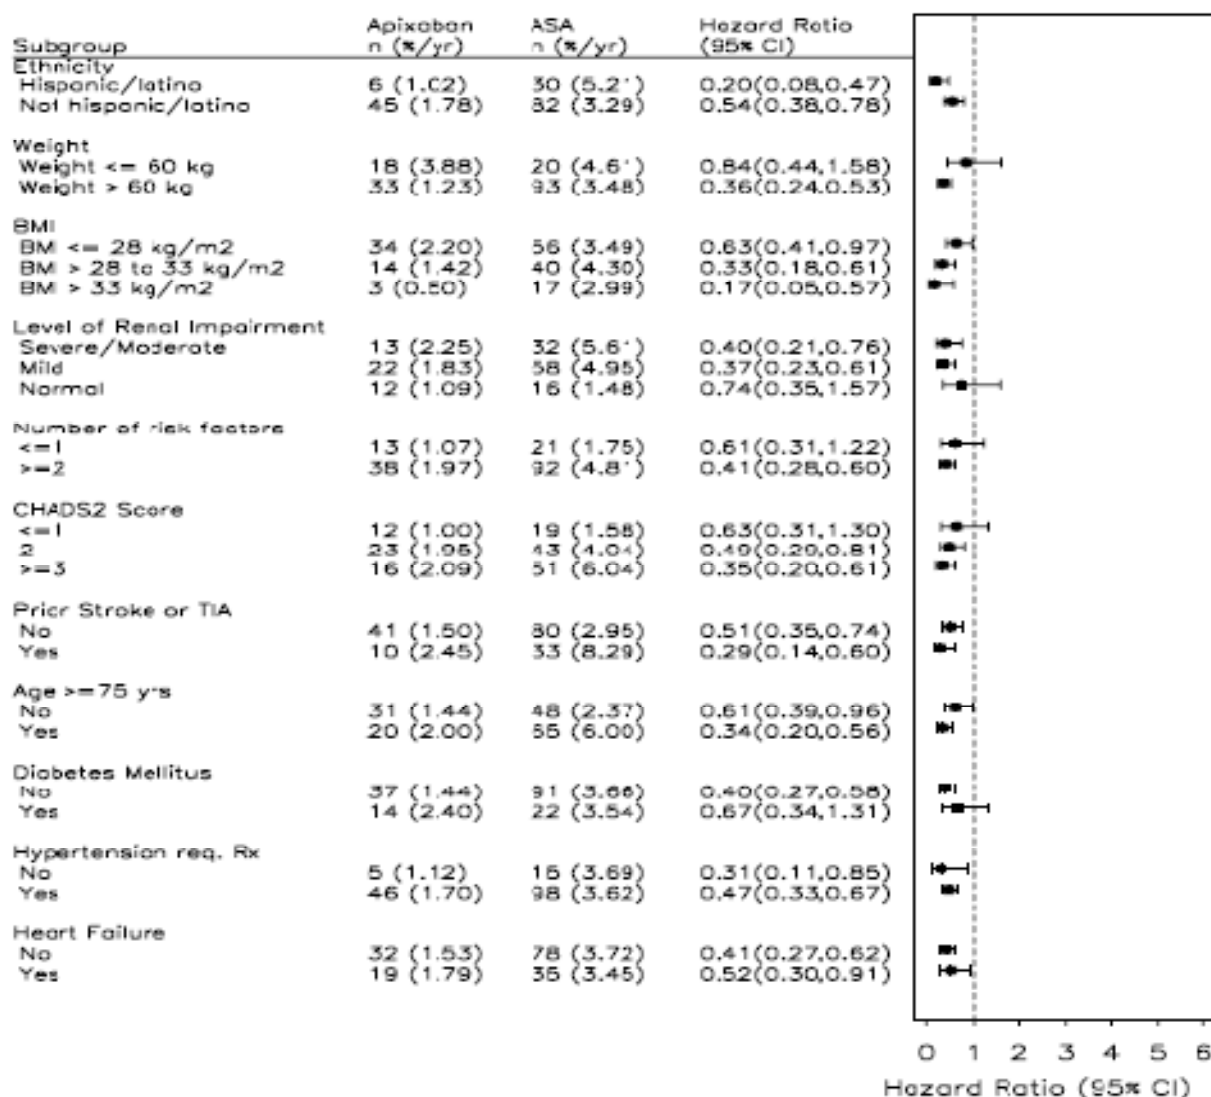 Apixaban ASA Hazard Ratio
Subgroup n (%/yr) n (%/yr) (95% CI)
Ethnicity
Hispanic/latino 6 (1.02) 30 (5.21) 0.20(0.08,0.47)
Not hispanic/latino 45 (1.78) 82 (3.29) 0.54(0.38,0.78)
Weight
Weight <= 60 kg 18 (3.88) 20 (4.61) 0.84(0.44,1.58)
Weight > 60 kg 33 (1.23) 93 (3.48) 0.36(0.24,0.53)
BMI
BMI <= 28 kg/m2 34 (2.20) 56 (3.49) 0.63(0.41,0.97)
BMI > 28 to 33 kg/m2 14 (1.42) 40 (4.30) 0.33(0.18,0.61)
BMI > 33 kg/m2 3 (0.50) 17 (2.99) 0.17(0.05,0.57)
Level of Renal Impairment
Severe/Moderate 13 (2.25) 32 (5.61) 0.40(0.21,0.76)
Mild 22 (1.83) 58 (4.95) 0.37(0.23,0.61)
Normal 12 (1.09) 16 (1.48) 0.74(0.35,1.57)
Number of risk factors
<=1 13 (1.07) 21 (1.75) 0.61(0.31,1.22)
>=2 38 (1.97) 92 (4.81) 0.41(0.28,0.60)
CHADS2 Score
<=1 12 (1.00) 19 (1.58) 0.63(0.31,1.30)
2 23 (1.95) 43 (4.04) 0.49(0.29,0.81)
>=3 16 (2.09) 51 (6.04) 0.35(0.20,0.61)
Prior Stroke or TIA
No 41 (1.50) 80 (2.95) 0.51(0.35,0.74)
Yes 10 (2.45) 33 (8.29) 0.29(0.14,0.60)
Age >=75 yrs
No 31 (1.44) 48 (2.37) 0.61(0.39,0.96)
Yes 20 (2.00) 65 (6.00) 0.34(0.20,0.56)
Diabetes Mellitus
No 37 (1.44) 91 (3.66) 0.40(0.27,0.58)
Yes 14 (2.40) 22 (3.54) 0.67(0.34,1.31)
Hypertension req. Rx
No 5 (1.12) 15 (3.69) 0.31(0.11,0.85)
Yes 46 (1.70) 98 (3.62) 0.47(0.33,0.67)
Heart Failure
No 32 (1.53) 78 (3.72) 0.41(0.27,0.62)
Yes 19 (1.79) 35 (3.45) 0.52(0.30,0.91)
0 1 2 3 4 5 6
Hazard Ratio (95% CI)